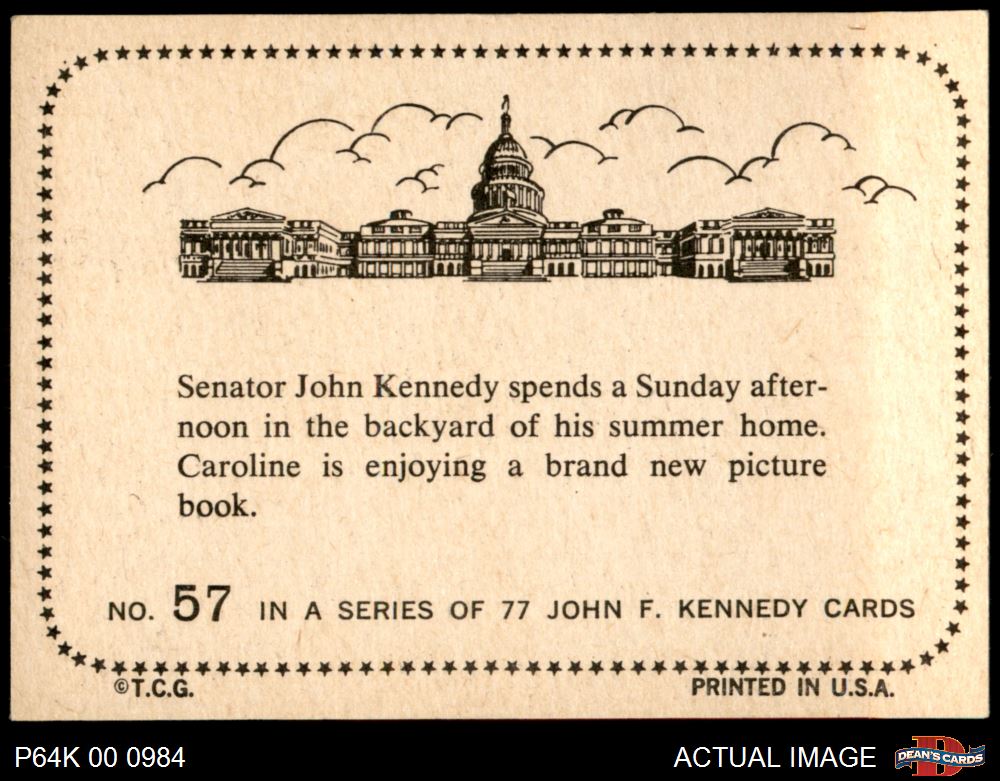 Senator John Kennedy spends a Sunday after-
noon in the backyard of his summer home.
Caroline is enjoying a brand new picture
book.
NO. 57 IN A SERIES OF 77 JOHN F. KENNEDY CARDS
©T.C.G.
PRINTED IN U.S.A.
P64K 00 0984
ACTUAL IMAGE
D
DEAN'S CARDS